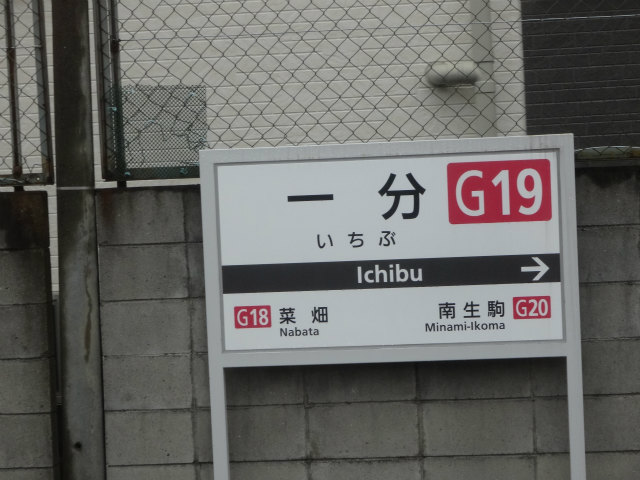 一分 G19
いちぶ
Ichibu →
G18 菜畑 南生駒 G20
Nabata Minami-Ikoma